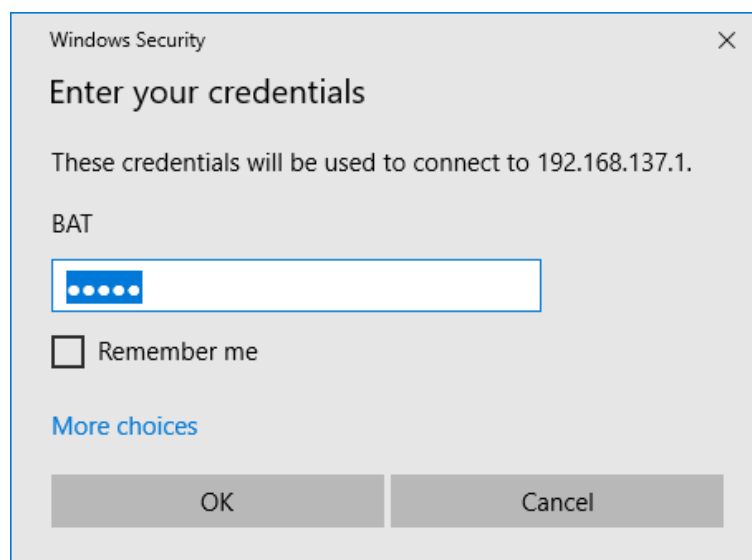 Windows Security
Enter your credentials
These credentials will be used to connect to 192.168.137.1.
BAT
●●●●●
Remember me
More choices
OK Cancel